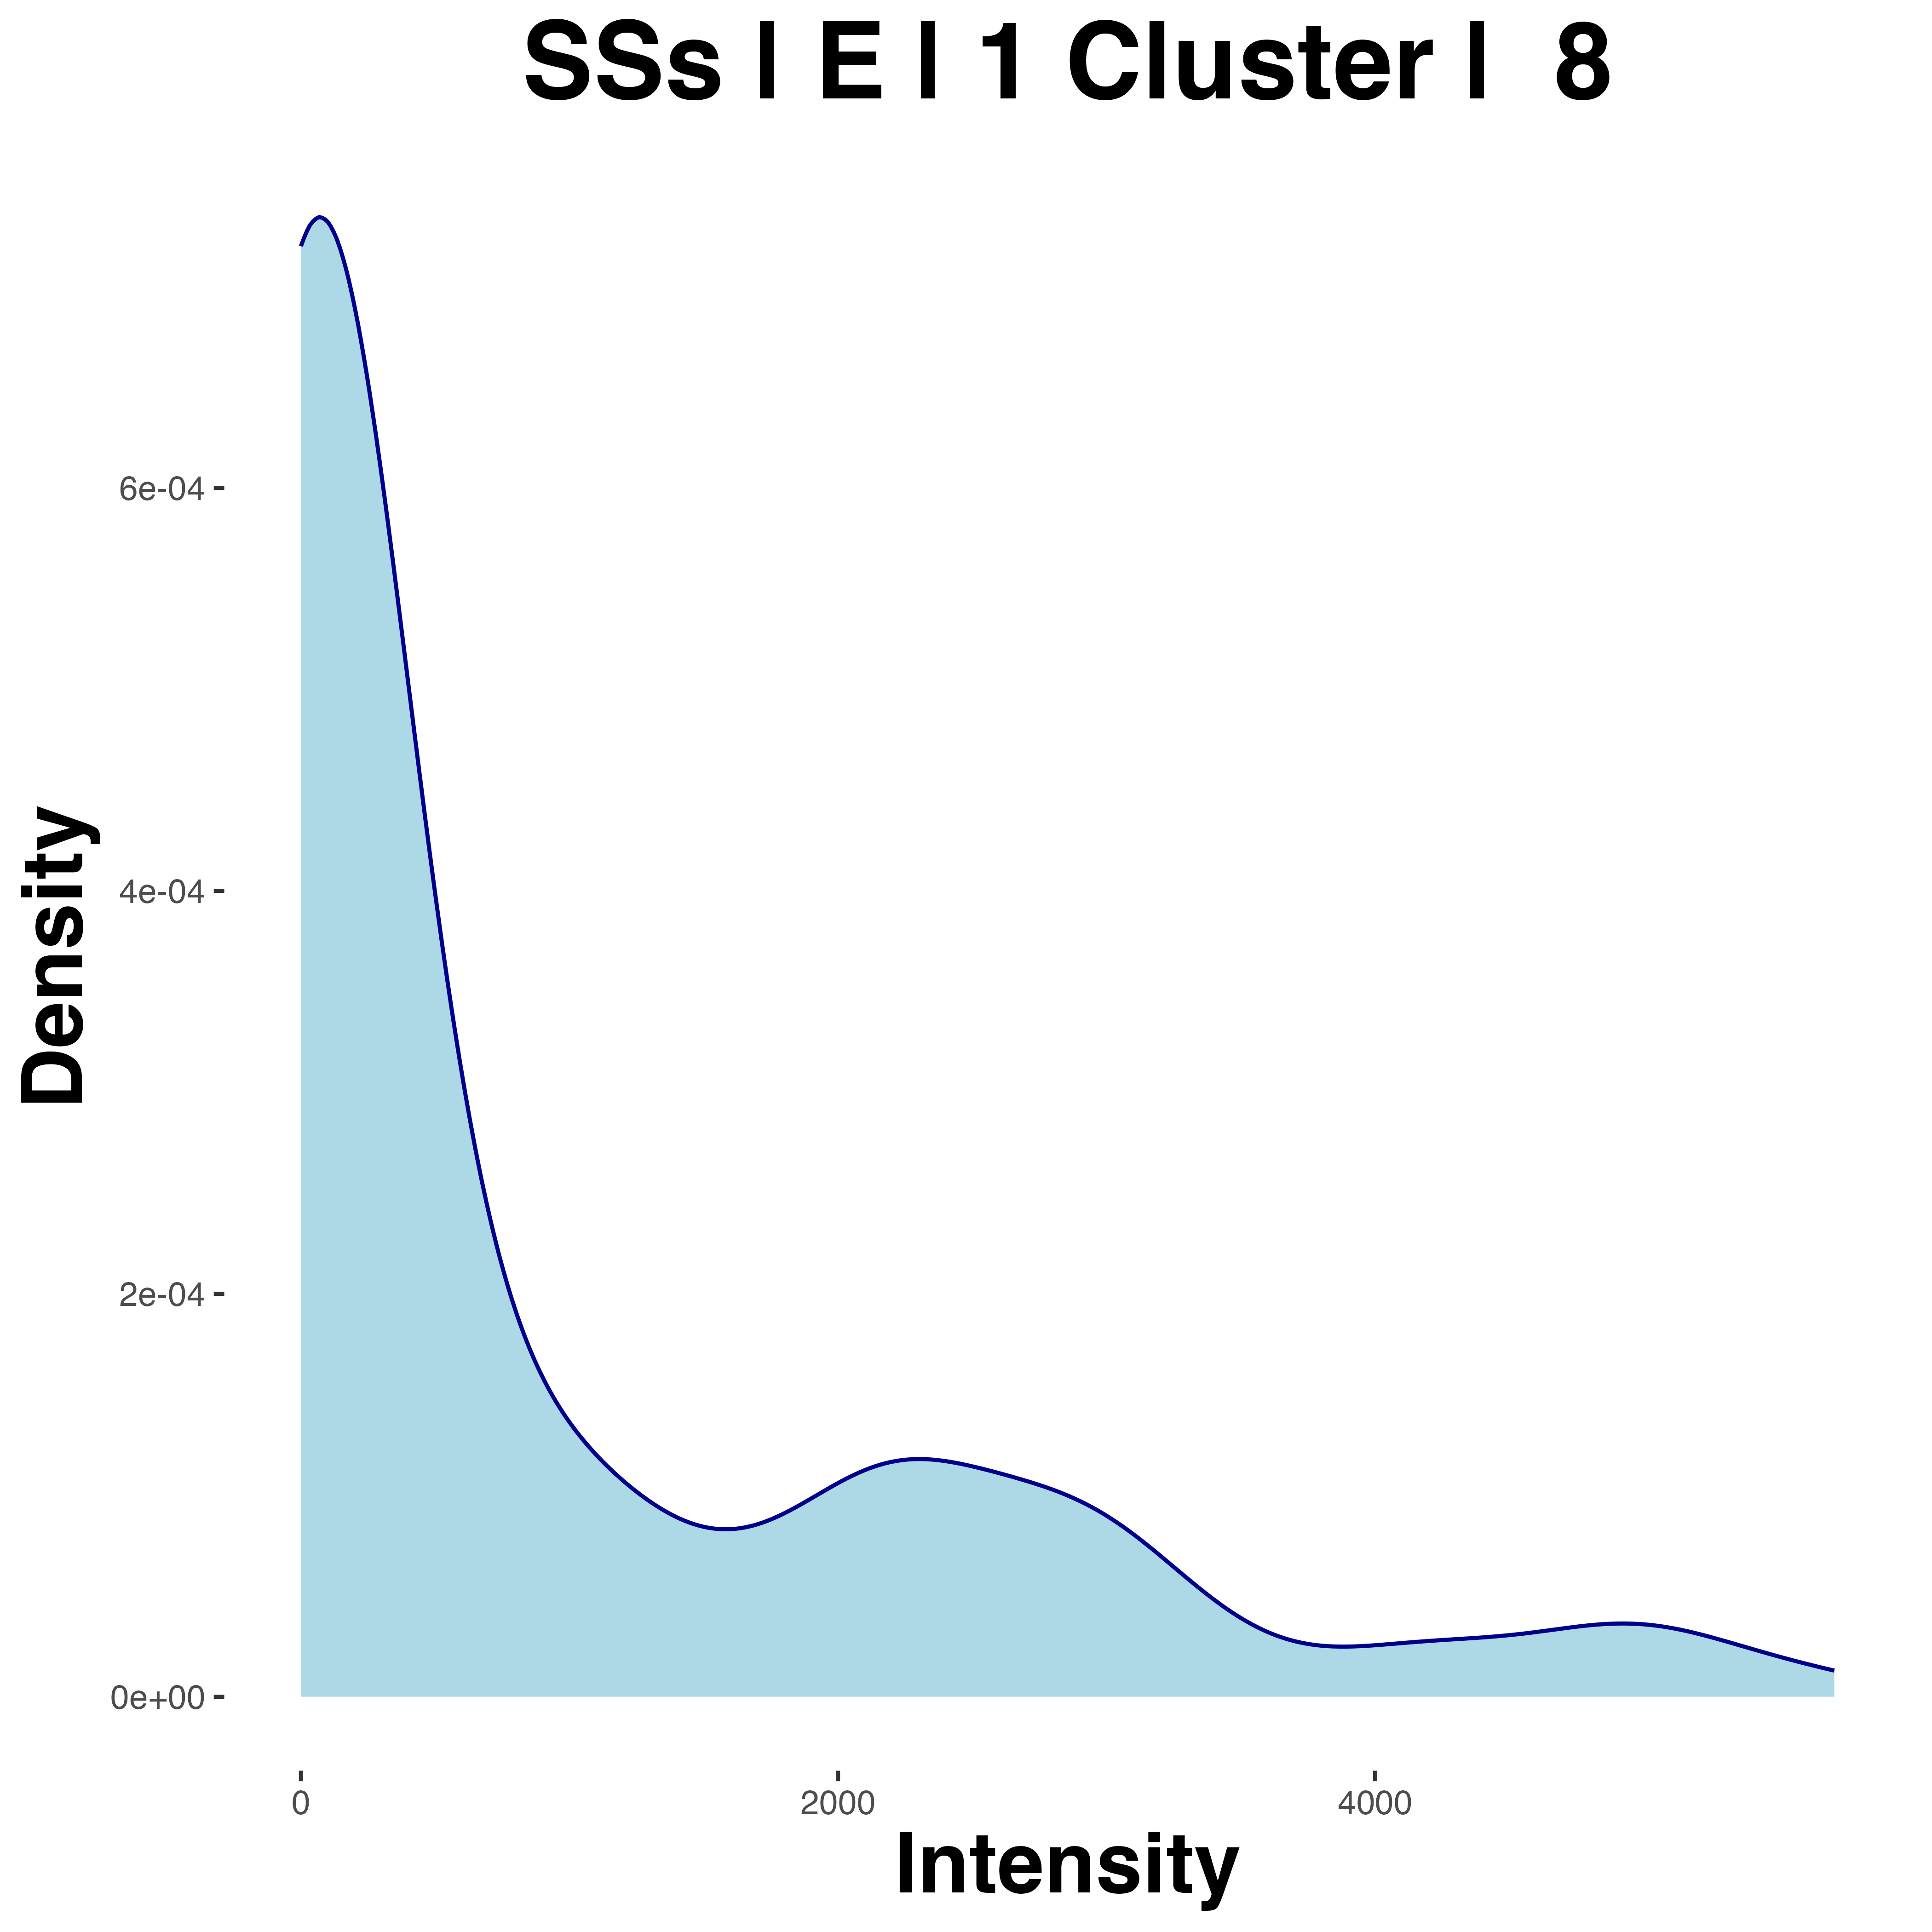 SSs | E | 1 Cluster |  8
Density
6e-04
4e-04
2e-04
0e+00
0 2000 4000
Intensity